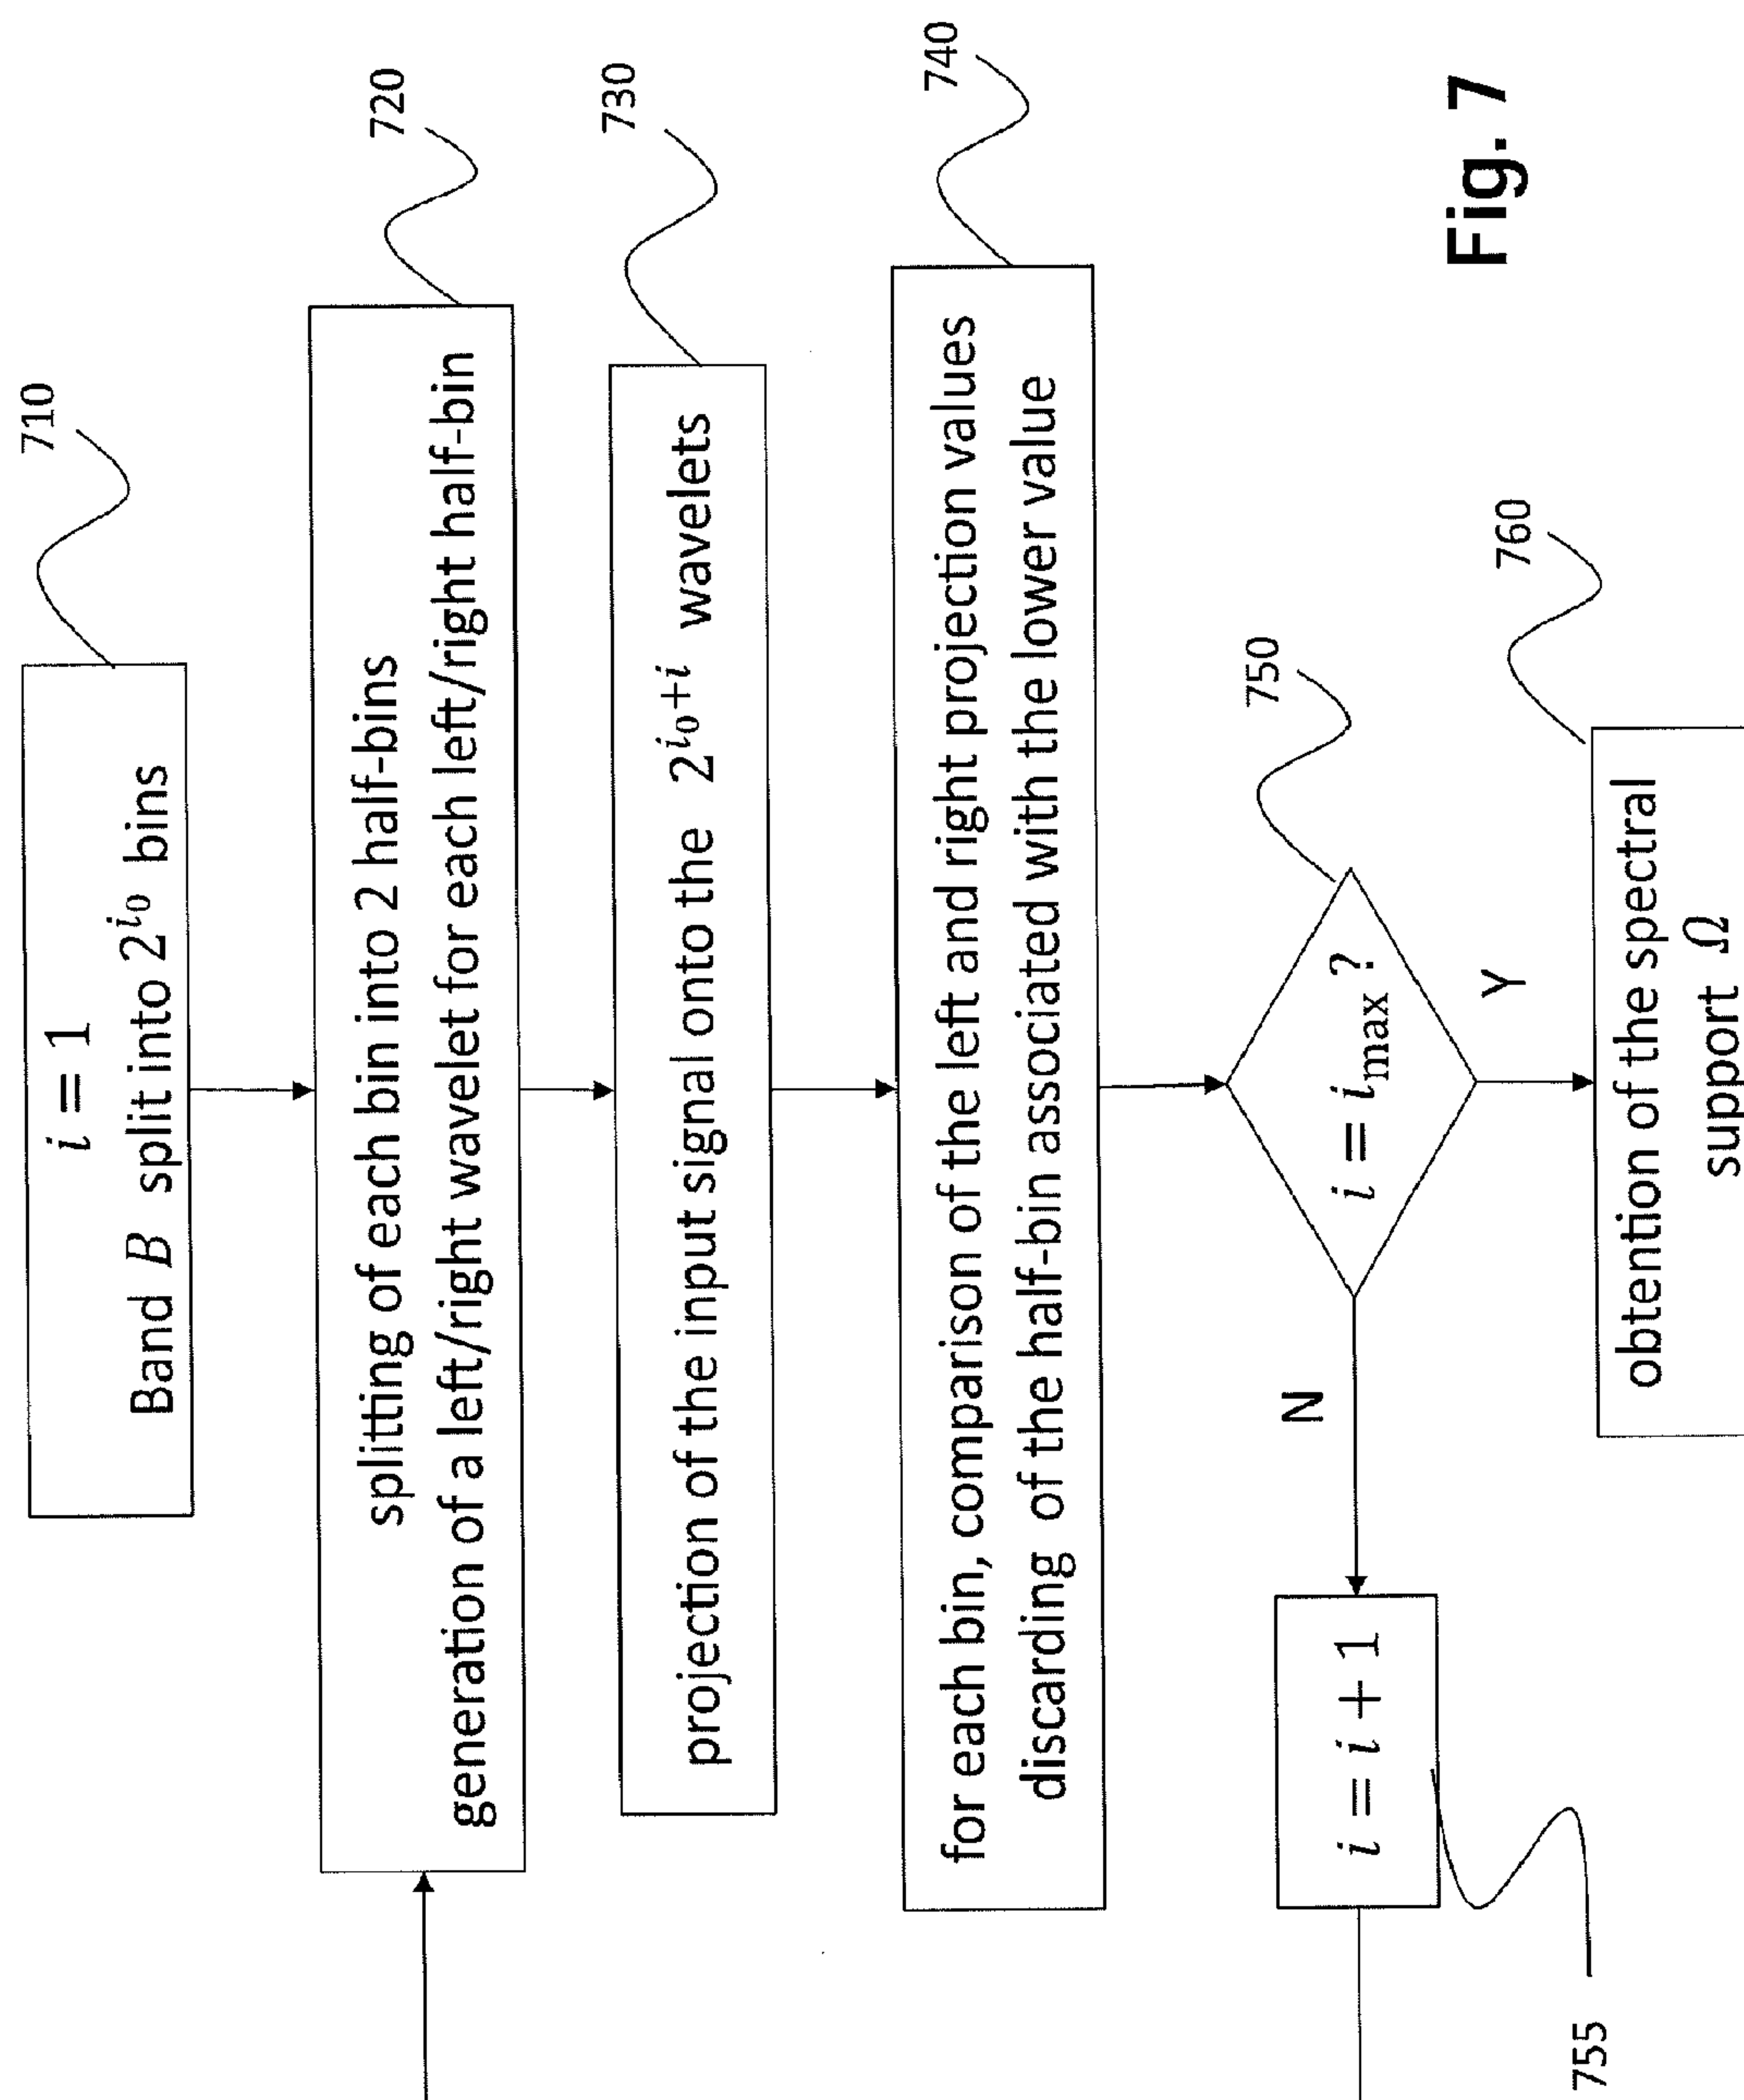 710
i = 1
Band B split into 2^{i_0} bins
720
splitting of each bin into 2 half-bins
generation of a left/right wavelet for each left/right half-bin
730
projection of the input signal onto the 2^{i_0+i} wavelets
740
for each bin, comparison of the left and right projection values
discarding of the half-bin associated with the lower value
750
i = i_{max} ?
N
Y
755
i = i + 1
760
obtention of the spectral
support Ω
Fig. 7